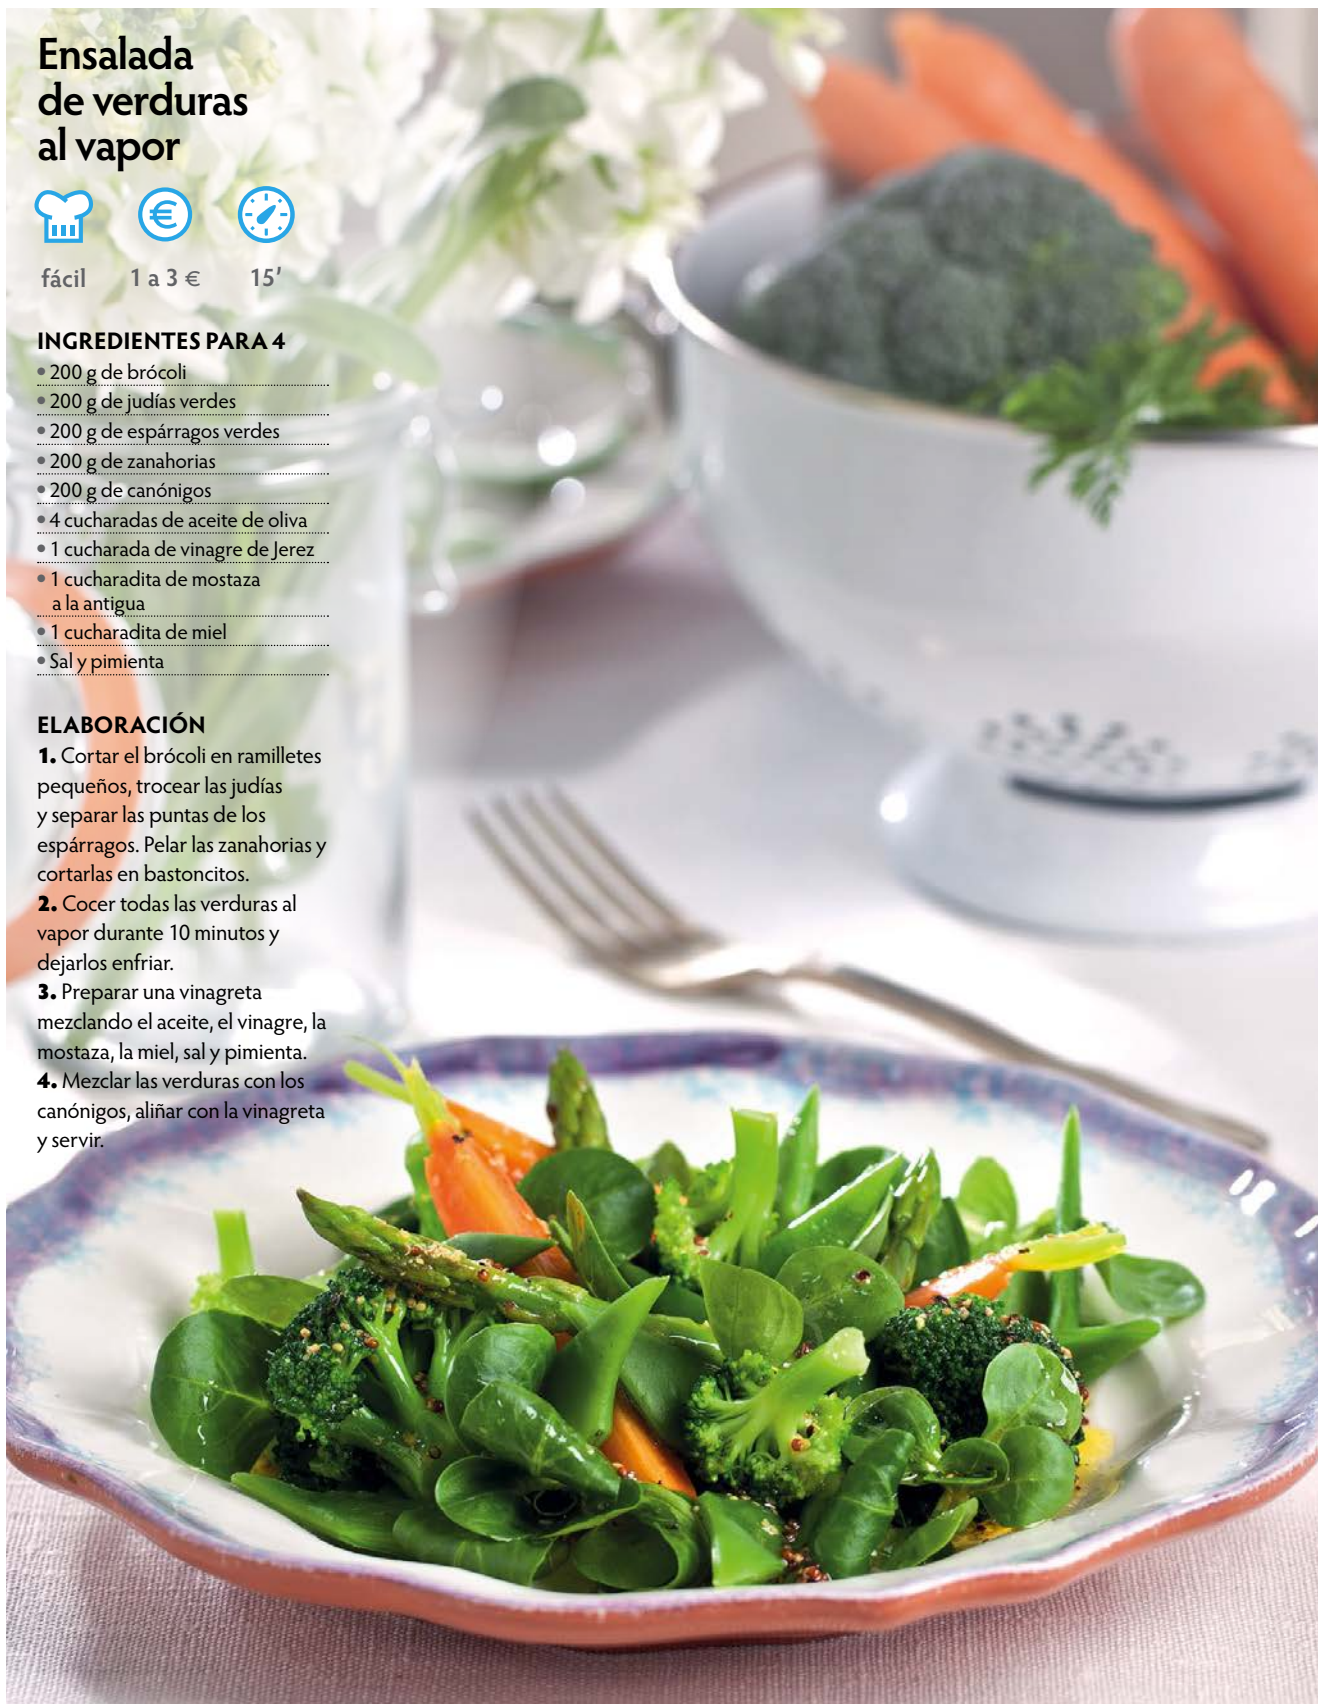 Ensalada
de verduras
al vapor
fácil
1 a 3 €
15'
INGREDIENTES PARA 4
• 200 g de brócoli
• 200 g de judías verdes
• 200 g de espárragos verdes
• 200 g de zanahorias
• 200 g de canónigos
• 4 cucharadas de aceite de oliva
• 1 cucharada de vinagre de Jerez
• 1 cucharadita de mostaza
a la antigua
• 1 cucharadita de miel
• Sal y pimienta
ELABORACIÓN
1. Cortar el brócoli en ramilletes
pequeños, trocear las judías
y separar las puntas de los
espárragos. Pelar las zanahorias y
cortarlas en bastoncitos.
2. Cocer todas las verduras al
vapor durante 10 minutos y
dejarlos enfriar.
3. Preparar una vinagreta
mezclando el aceite, el vinagre, la
mostaza, la miel, sal y pimienta.
4. Mezclar las verduras con los
canónigos, aliñar con la vinagreta
y servir.